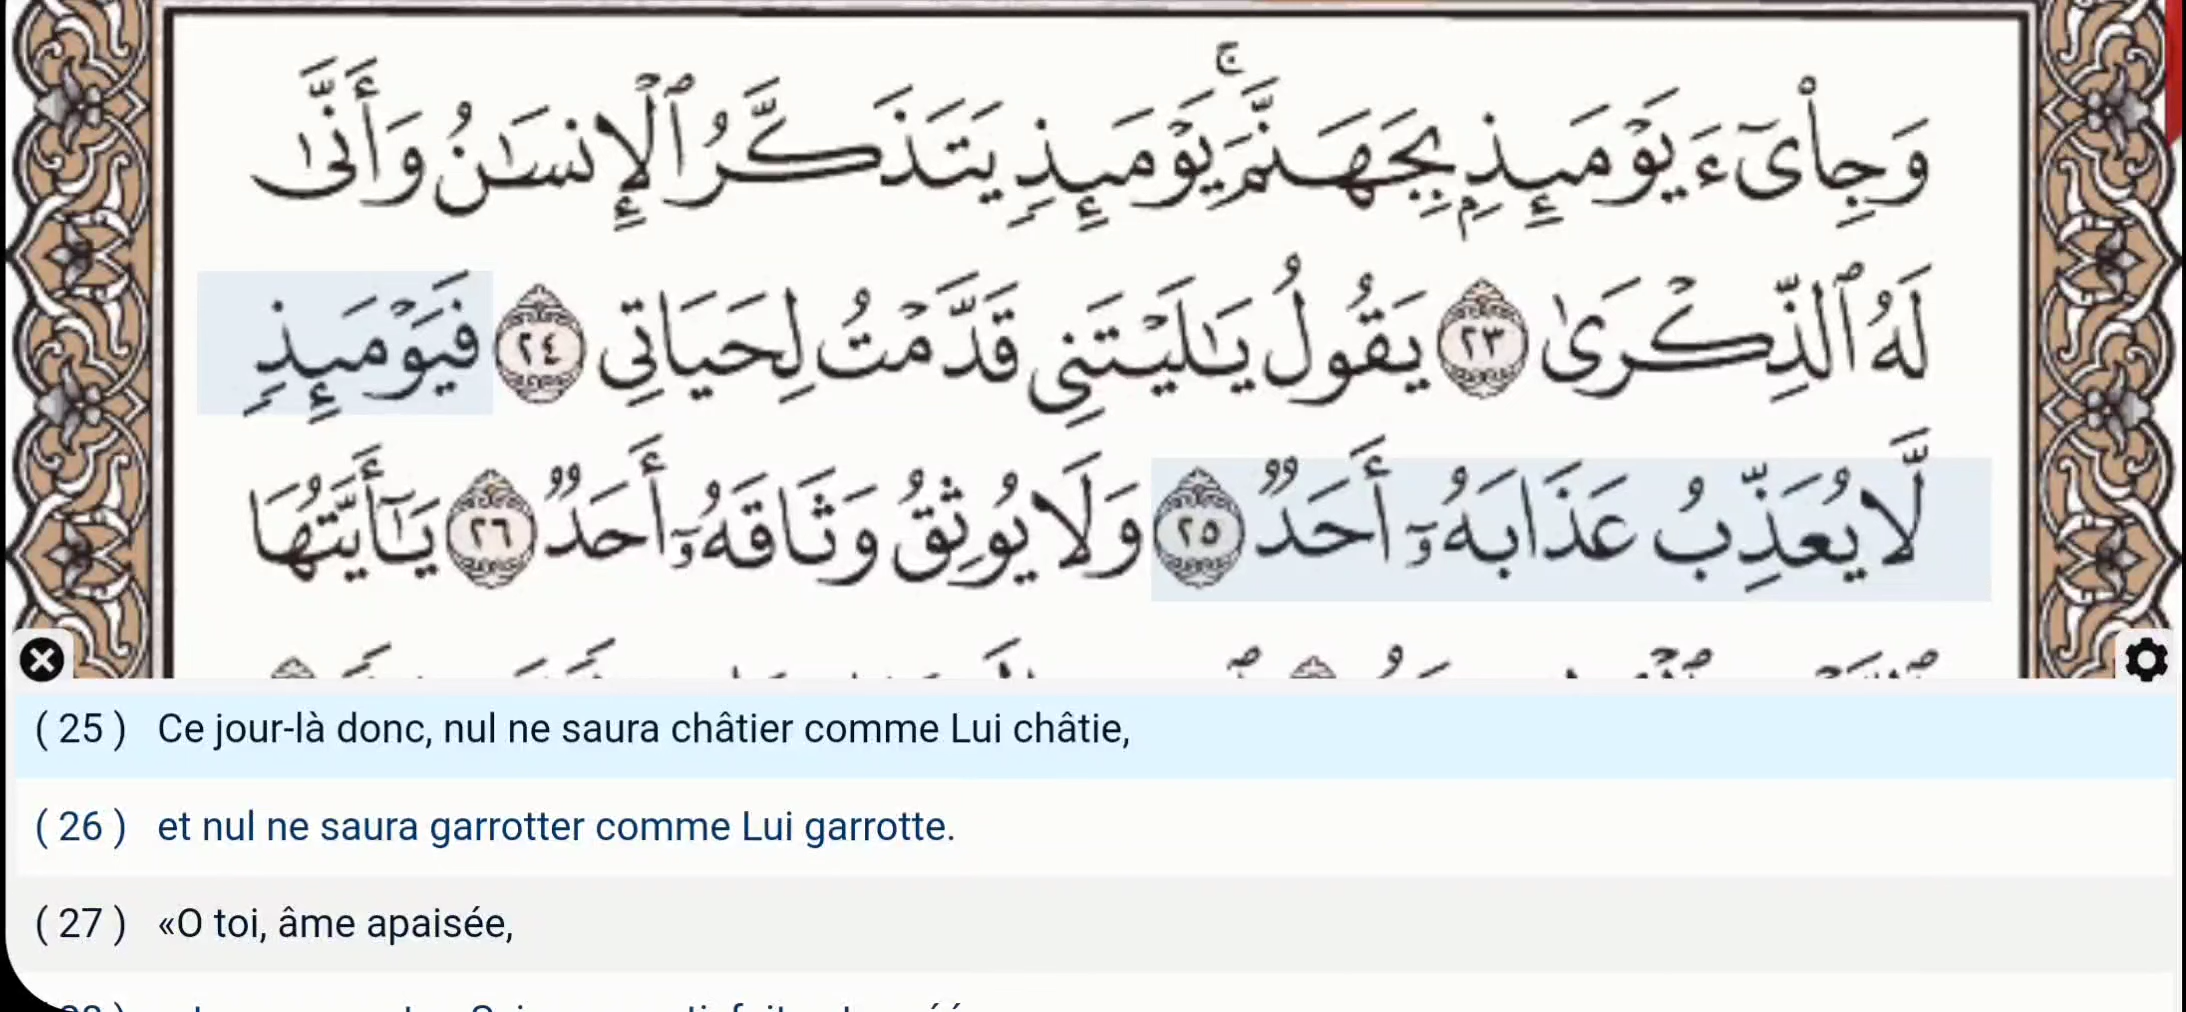 وَجِاْىٓءَ يَوْمَئِذِۭ بِجَهَنَّمَ ۚ يَوْمَئِذٍ يَتَذَكَّرُ ٱلْإِنسَٰنُ وَأَنَّىٰ
لَهُ ٱلذِّكْرَىٰ ٢٣ يَقُولُ يَٰلَيْتَنِى قَدَّمْتُ لِحَيَاتِى ٢٤ فَيَوْمَئِذٍ
لَّا يُعَذِّبُ عَذَابَهُۥٓ أَحَدٌ ٢٥ وَلَا يُوثِقُ وَثَاقَهُۥٓ أَحَدٌ ٢٦ يَٰٓأَيَّتُهَا
( 25 ) Ce jour-là donc, nul ne saura châtier comme Lui châtie,
( 26 ) et nul ne saura garrotter comme Lui garrotte.
( 27 ) «O toi, âme apaisée,